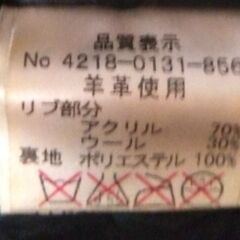 品質表示
No 4218-0131-856
羊革使用
リブ部分
アクリル 70%
ウール 30%
裏地 ポリエステル 100%